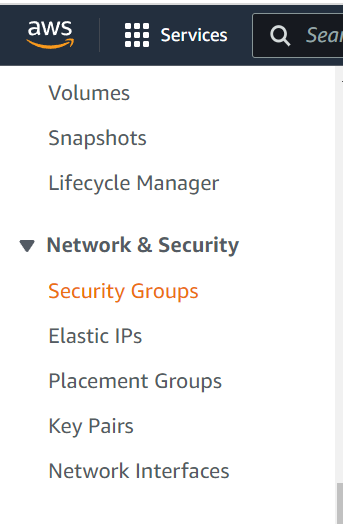 aws
Services
Sear
Volumes
Snapshots
Lifecycle Manager
Network & Security
Security Groups
Elastic IPs
Placement Groups
Key Pairs
Network Interfaces